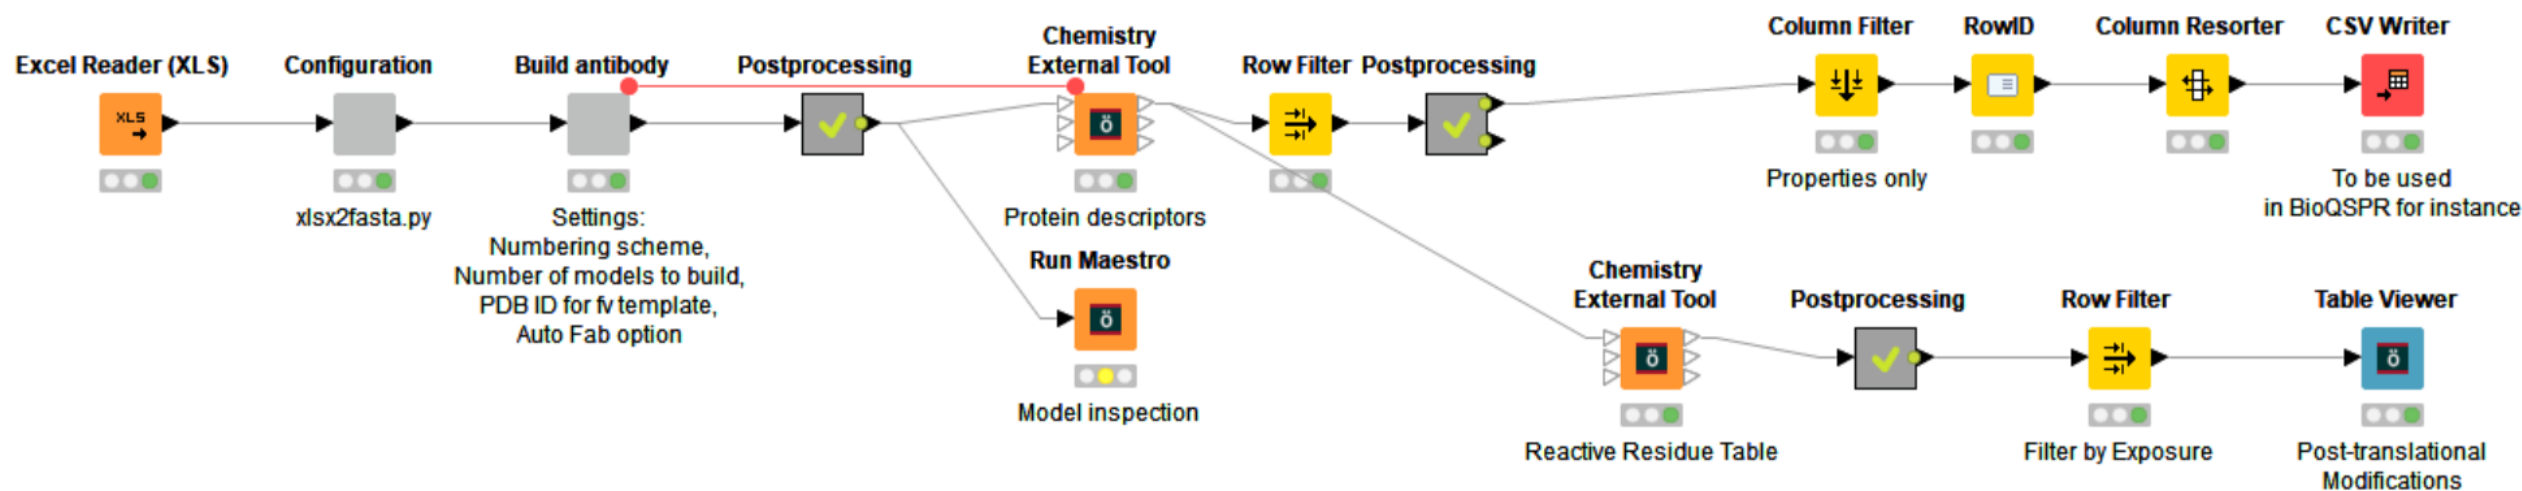 Excel Reader (XLS)
XLS
Configuration
xlsx2fasta.py
Build antibody
Settings:
Numbering scheme,
Number of models to build,
PDB ID for fv template,
Auto Fab option
Postprocessing
Chemistry
External Tool
ö
Protein descriptors
Run Maestro
ö
Model inspection
Row Filter
Postprocessing
Column Filter
Properties only
RowID
Column Resorter
CSV Writer
To be used
in BioQSPR for instance
Chemistry
External Tool
ö
Reactive Residue Table
Postprocessing
Row Filter
Filter by Exposure
Table Viewer
ö
Post-translational
Modifications